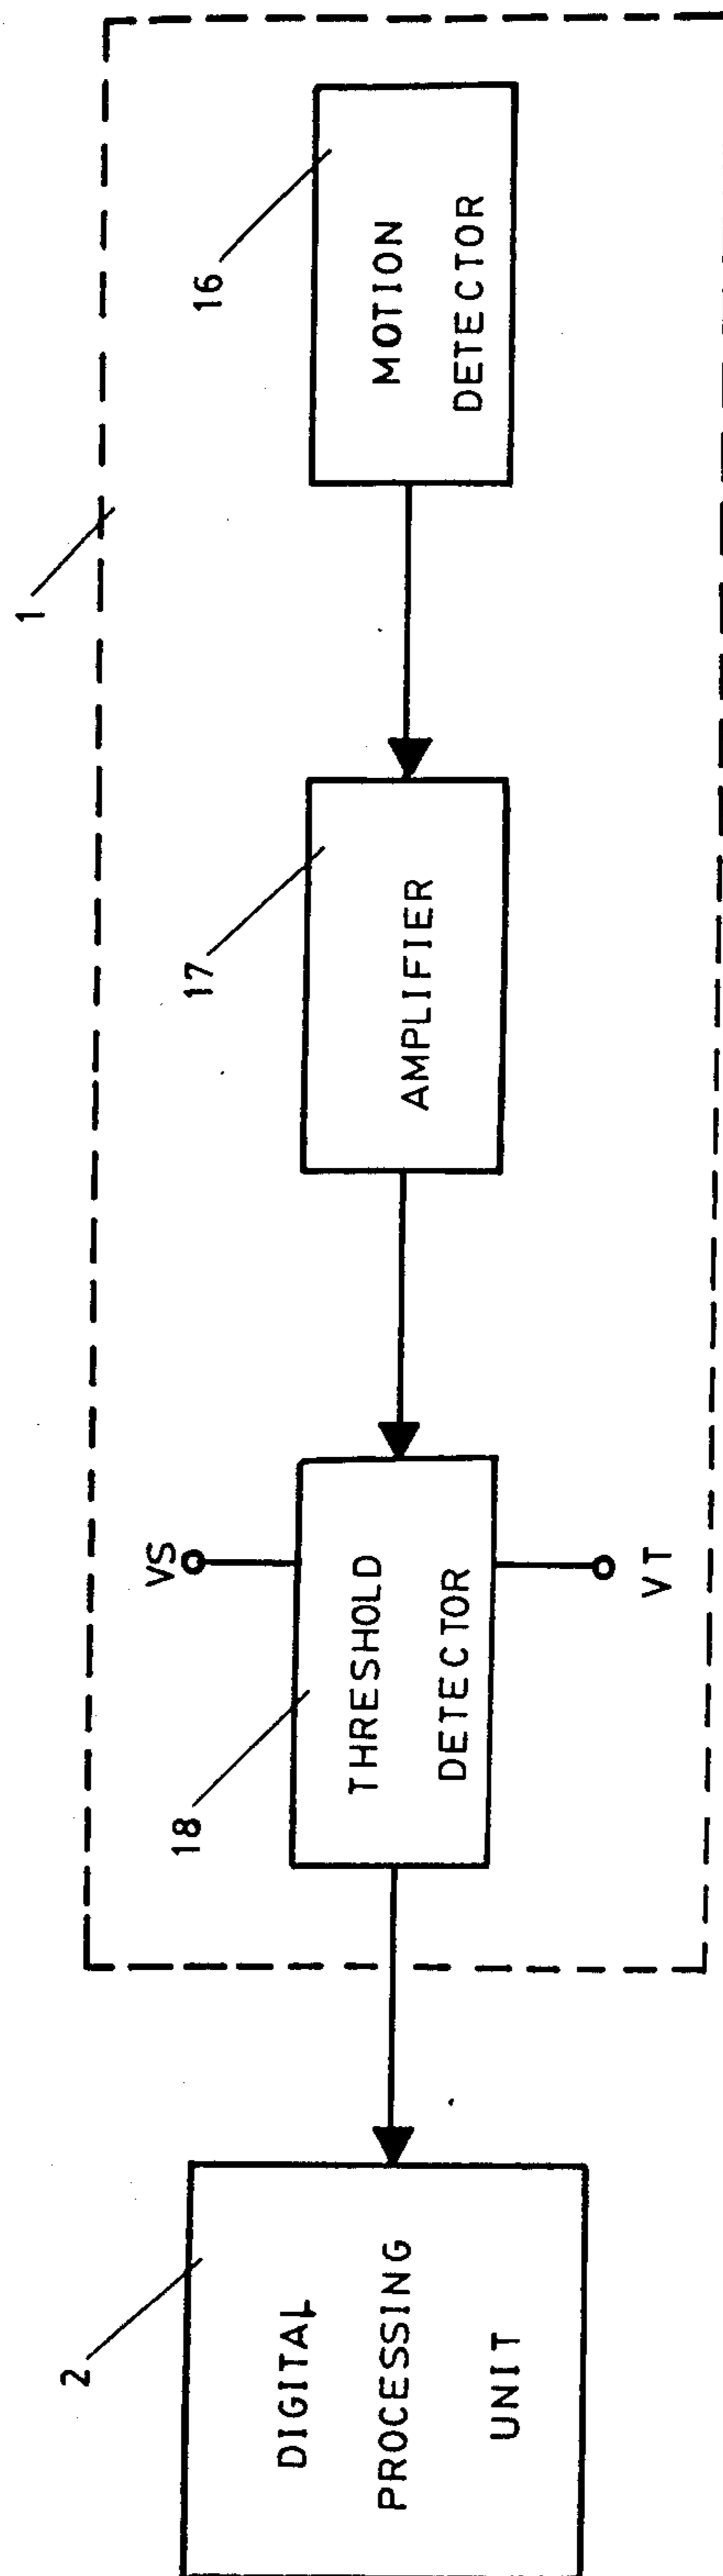 1
16
MOTION
DETECTOR
17
AMPLIFIER
VS
18
THRESHOLD
DETECTOR
VT
2
DIGITAL
PROCESSING
UNIT